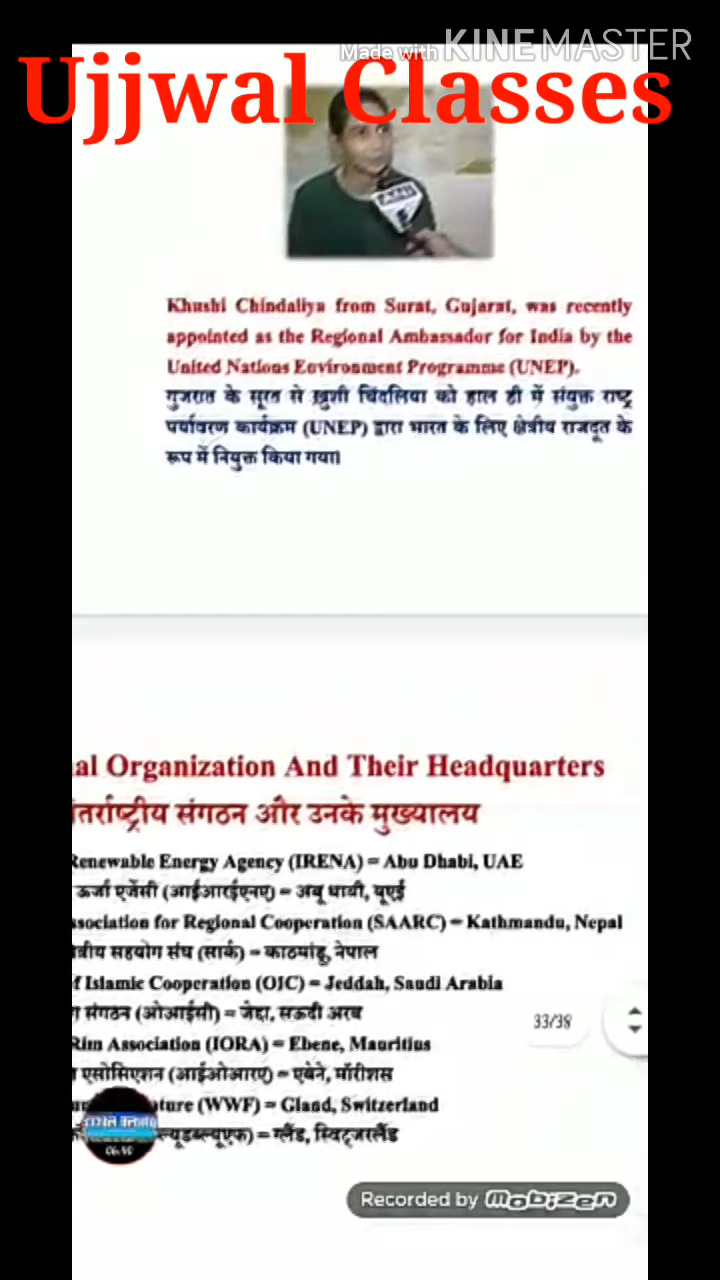 Made with KINEMASTER
Ujjwal Classes
Khushi Chindaliya from Surat, Gujarat, was recently
appointed as the Regional Ambassador for India by the
United Nations Environment Programme (UNEP).
गुजरात के सूरत से ख़ुशी चिंदलिया को हाल ही में संयुक्त राष्ट्र
पर्यावरण कार्यक्रम (UNEP) द्वारा भारत के लिए क्षेत्रीय राजदूत के
रूप में नियुक्त किया गया।
al Organization And Their Headquarters
ंतर्राष्ट्रीय संगठन और उनके मुख्यालय
Renewable Energy Agency (IRENA) = Abu Dhabi, UAE
ऊर्जा एजेंसी (आईआरईएनए) = अबू धाबी, यूएई
ssociation for Regional Cooperation (SAARC) = Kathmandu, Nepal
त्रीय सहयोग संघ (सार्क) = काठमांडू, नेपाल
f Islamic Cooperation (OIC) = Jeddah, Saudi Arabia
संगठन (ओआईसी) = जेद्दा, सऊदी अरब
33/38
Rim Association (IORA) = Ebene, Mauritius
एसोसिएशन (आईओआरए) = एबेने, मॉरीशस
ature (WWF) = Gland, Switzerland
ल्यूडब्ल्यूएफ) = ग्लैंड, स्विट्जरलैंड
Recorded by Mobizen